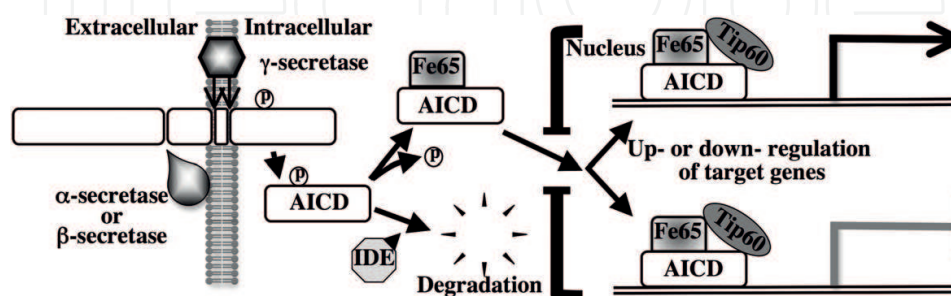 Extracellular
Intracellular
γ-secretase
P
α-secretase
or
β-secretase
P
AICD
Fe65
AICD
P
IDE
Degradation
Nucleus
Fe65
Tip60
AICD
Up- or down- regulation
of target genes
Fe65
Tip60
AICD